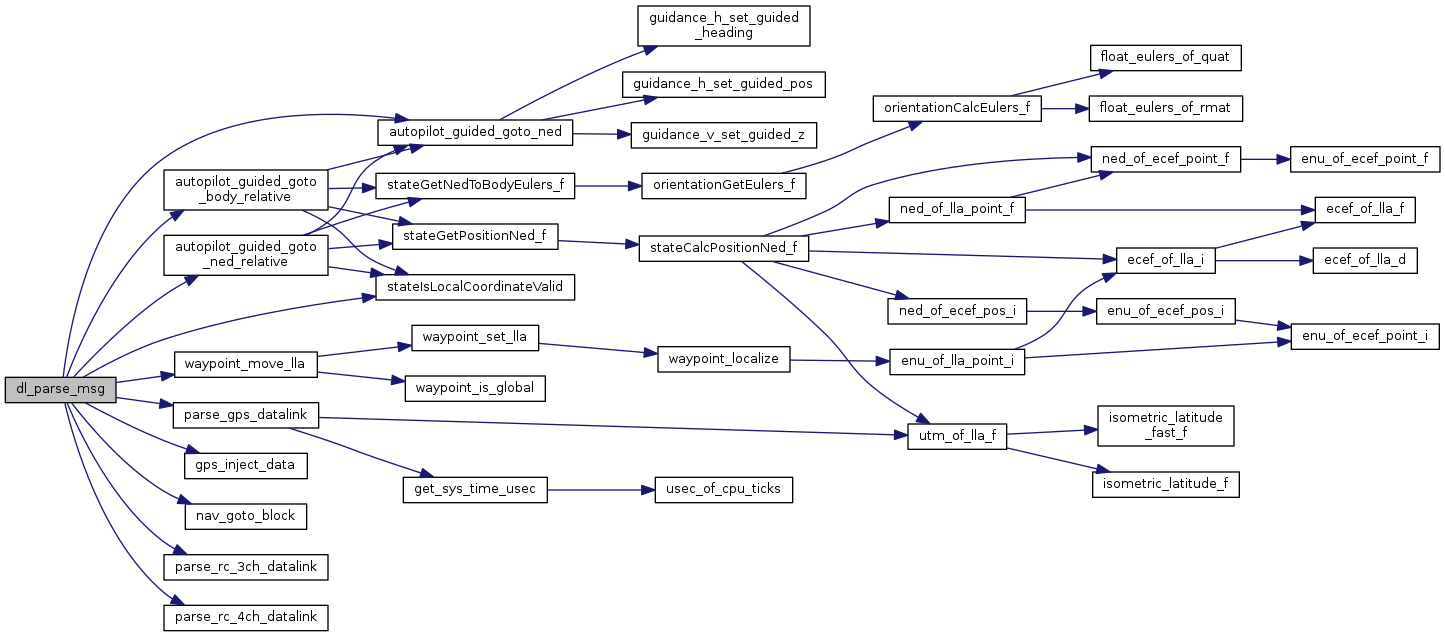 guidance_h_set_guided
_heading
float_eulers_of_quat
guidance_h_set_guided_pos
orientationCalcEulers_f
float_eulers_of_rmat
autopilot_guided_goto_ned
guidance_v_set_guided_z
ned_of_ecef_point_f
enu_of_ecef_point_f
autopilot_guided_goto
_body_relative
stateGetNedToBodyEulers_f
orientationGetEulers_f
ned_of_lla_point_f
ecef_of_lla_f
stateGetPositionNed_f
stateCalcPositionNed_f
autopilot_guided_goto
_ned_relative
ecef_of_lla_i
ecef_of_lla_d
stateIsLocalCoordinateValid
ned_of_ecef_pos_i
enu_of_ecef_pos_i
enu_of_ecef_point_i
waypoint_set_lla
waypoint_move_lla
waypoint_localize
enu_of_lla_point_i
dl_parse_msg
waypoint_is_global
parse_gps_datalink
isometric_latitude
_fast_f
utm_of_lla_f
gps_inject_data
get_sys_time_usec
usec_of_cpu_ticks
isometric_latitude_f
nav_goto_block
parse_rc_3ch_datalink
parse_rc_4ch_datalink